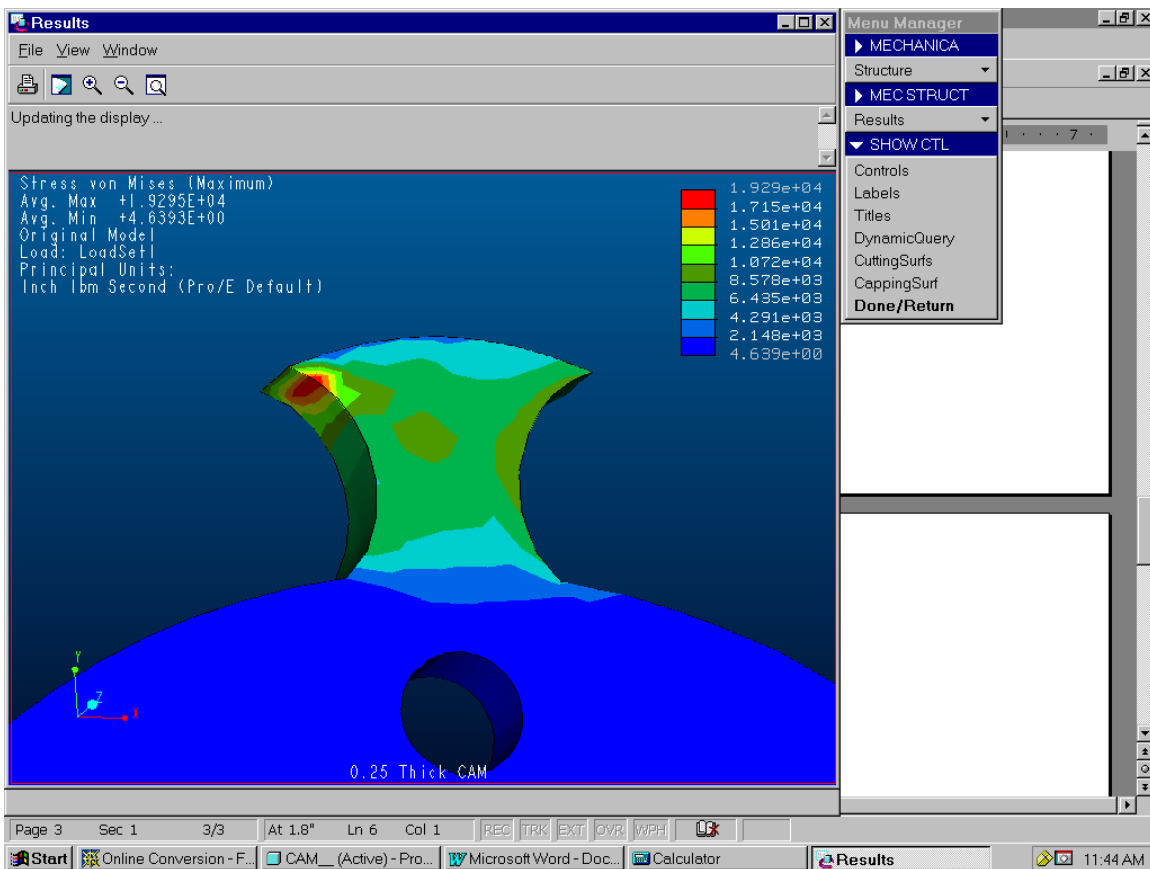 Results
File View Window
Updating the display ...
Stress von Mises (Maximum)
Avg. Max +1.9295E+04
Avg. Min +4.6393E+00
Original Model
Load: LoadSet1
Principal Units:
Inch lbm Second (Pro/E Default)
1.929e+04
1.715e+04
1.501e+04
1.286e+04
1.072e+04
8.578e+03
6.435e+03
4.291e+03
2.148e+03
4.639e+00
Y
Z
X
0.25 Thick CAM
Menu Manager
MECHANICA
Structure
MEC STRUCT
Results
SHOW CTL
Controls
Labels
Titles
DynamicQuery
CuttingSurfs
CappingSurf
Done/Return
7
Page 3 Sec 1 3/3 At 1.8" Ln 6 Col 1 REC TRK EXT OVR WPH
Start Online Conversion - F... CAM__ (Active) - Pro... Microsoft Word - Doc... Calculator Results 11:44 AM